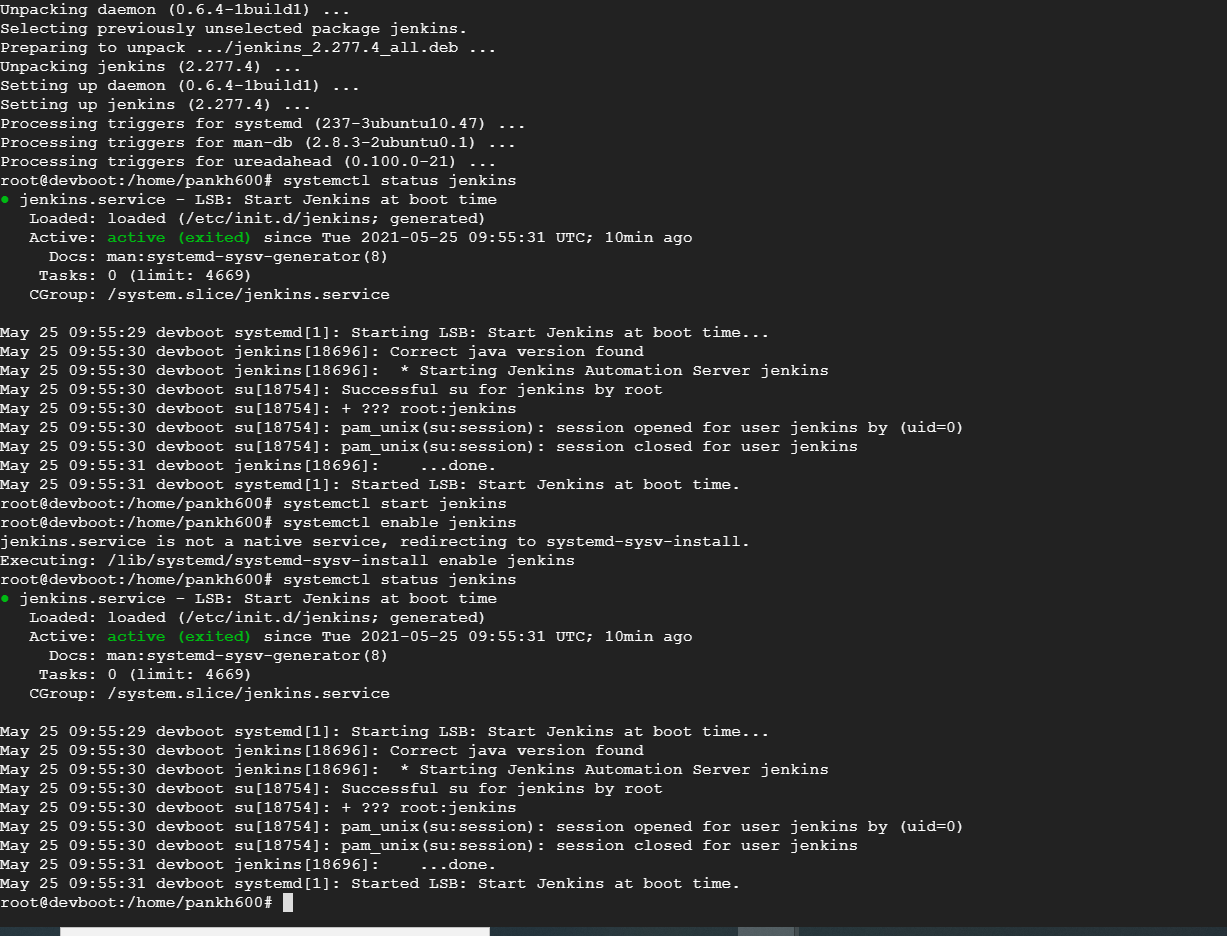 Unpacking daemon (0.6.4-1build1) ...
Selecting previously unselected package jenkins.
Preparing to unpack .../jenkins_2.277.4_all.deb ...
Unpacking jenkins (2.277.4) ...
Setting up daemon (0.6.4-1build1) ...
Setting up jenkins (2.277.4) ...
Processing triggers for systemd (237-3ubuntu10.47) ...
Processing triggers for man-db (2.8.3-2ubuntu0.1) ...
Processing triggers for ureadahead (0.100.0-21) ...
root@devboot:/home/pankh600# systemctl status jenkins
● jenkins.service - LSB: Start Jenkins at boot time
   Loaded: loaded (/etc/init.d/jenkins; generated)
   Active: active (exited) since Tue 2021-05-25 09:55:31 UTC; 10min ago
     Docs: man:systemd-sysv-generator(8)
    Tasks: 0 (limit: 4669)
   CGroup: /system.slice/jenkins.service

May 25 09:55:29 devboot systemd[1]: Starting LSB: Start Jenkins at boot time...
May 25 09:55:30 devboot jenkins[18696]: Correct java version found
May 25 09:55:30 devboot jenkins[18696]:  * Starting Jenkins Automation Server jenkins
May 25 09:55:30 devboot su[18754]: Successful su for jenkins by root
May 25 09:55:30 devboot su[18754]: + ??? root:jenkins
May 25 09:55:30 devboot su[18754]: pam_unix(su:session): session opened for user jenkins by (uid=0)
May 25 09:55:30 devboot su[18754]: pam_unix(su:session): session closed for user jenkins
May 25 09:55:31 devboot jenkins[18696]:    ...done.
May 25 09:55:31 devboot systemd[1]: Started LSB: Start Jenkins at boot time.
root@devboot:/home/pankh600# systemctl start jenkins
root@devboot:/home/pankh600# systemctl enable jenkins
jenkins.service is not a native service, redirecting to systemd-sysv-install.
Executing: /lib/systemd/systemd-sysv-install enable jenkins
root@devboot:/home/pankh600# systemctl status jenkins
● jenkins.service - LSB: Start Jenkins at boot time
   Loaded: loaded (/etc/init.d/jenkins; generated)
   Active: active (exited) since Tue 2021-05-25 09:55:31 UTC; 10min ago
     Docs: man:systemd-sysv-generator(8)
    Tasks: 0 (limit: 4669)
   CGroup: /system.slice/jenkins.service

May 25 09:55:29 devboot systemd[1]: Starting LSB: Start Jenkins at boot time...
May 25 09:55:30 devboot jenkins[18696]: Correct java version found
May 25 09:55:30 devboot jenkins[18696]:  * Starting Jenkins Automation Server jenkins
May 25 09:55:30 devboot su[18754]: Successful su for jenkins by root
May 25 09:55:30 devboot su[18754]: + ??? root:jenkins
May 25 09:55:30 devboot su[18754]: pam_unix(su:session): session opened for user jenkins by (uid=0)
May 25 09:55:30 devboot su[18754]: pam_unix(su:session): session closed for user jenkins
May 25 09:55:31 devboot jenkins[18696]:    ...done.
May 25 09:55:31 devboot systemd[1]: Started LSB: Start Jenkins at boot time.
root@devboot:/home/pankh600#